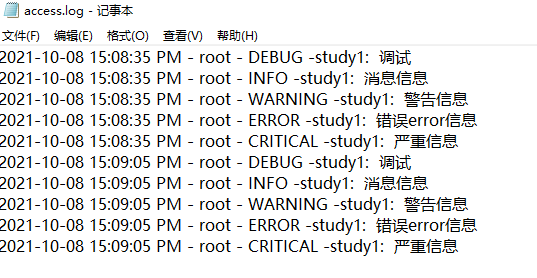 access.log - 记事本
文件(F) 编辑(E) 格式(O) 查看(V) 帮助(H)
2021-10-08 15:08:35 PM - root - DEBUG -study1: 调试
2021-10-08 15:08:35 PM - root - INFO -study1: 消息信息
2021-10-08 15:08:35 PM - root - WARNING -study1: 警告信息
2021-10-08 15:08:35 PM - root - ERROR -study1: 错误error信息
2021-10-08 15:08:35 PM - root - CRITICAL -study1: 严重信息
2021-10-08 15:09:05 PM - root - DEBUG -study1: 调试
2021-10-08 15:09:05 PM - root - INFO -study1: 消息信息
2021-10-08 15:09:05 PM - root - WARNING -study1: 警告信息
2021-10-08 15:09:05 PM - root - ERROR -study1: 错误error信息
2021-10-08 15:09:05 PM - root - CRITICAL -study1: 严重信息